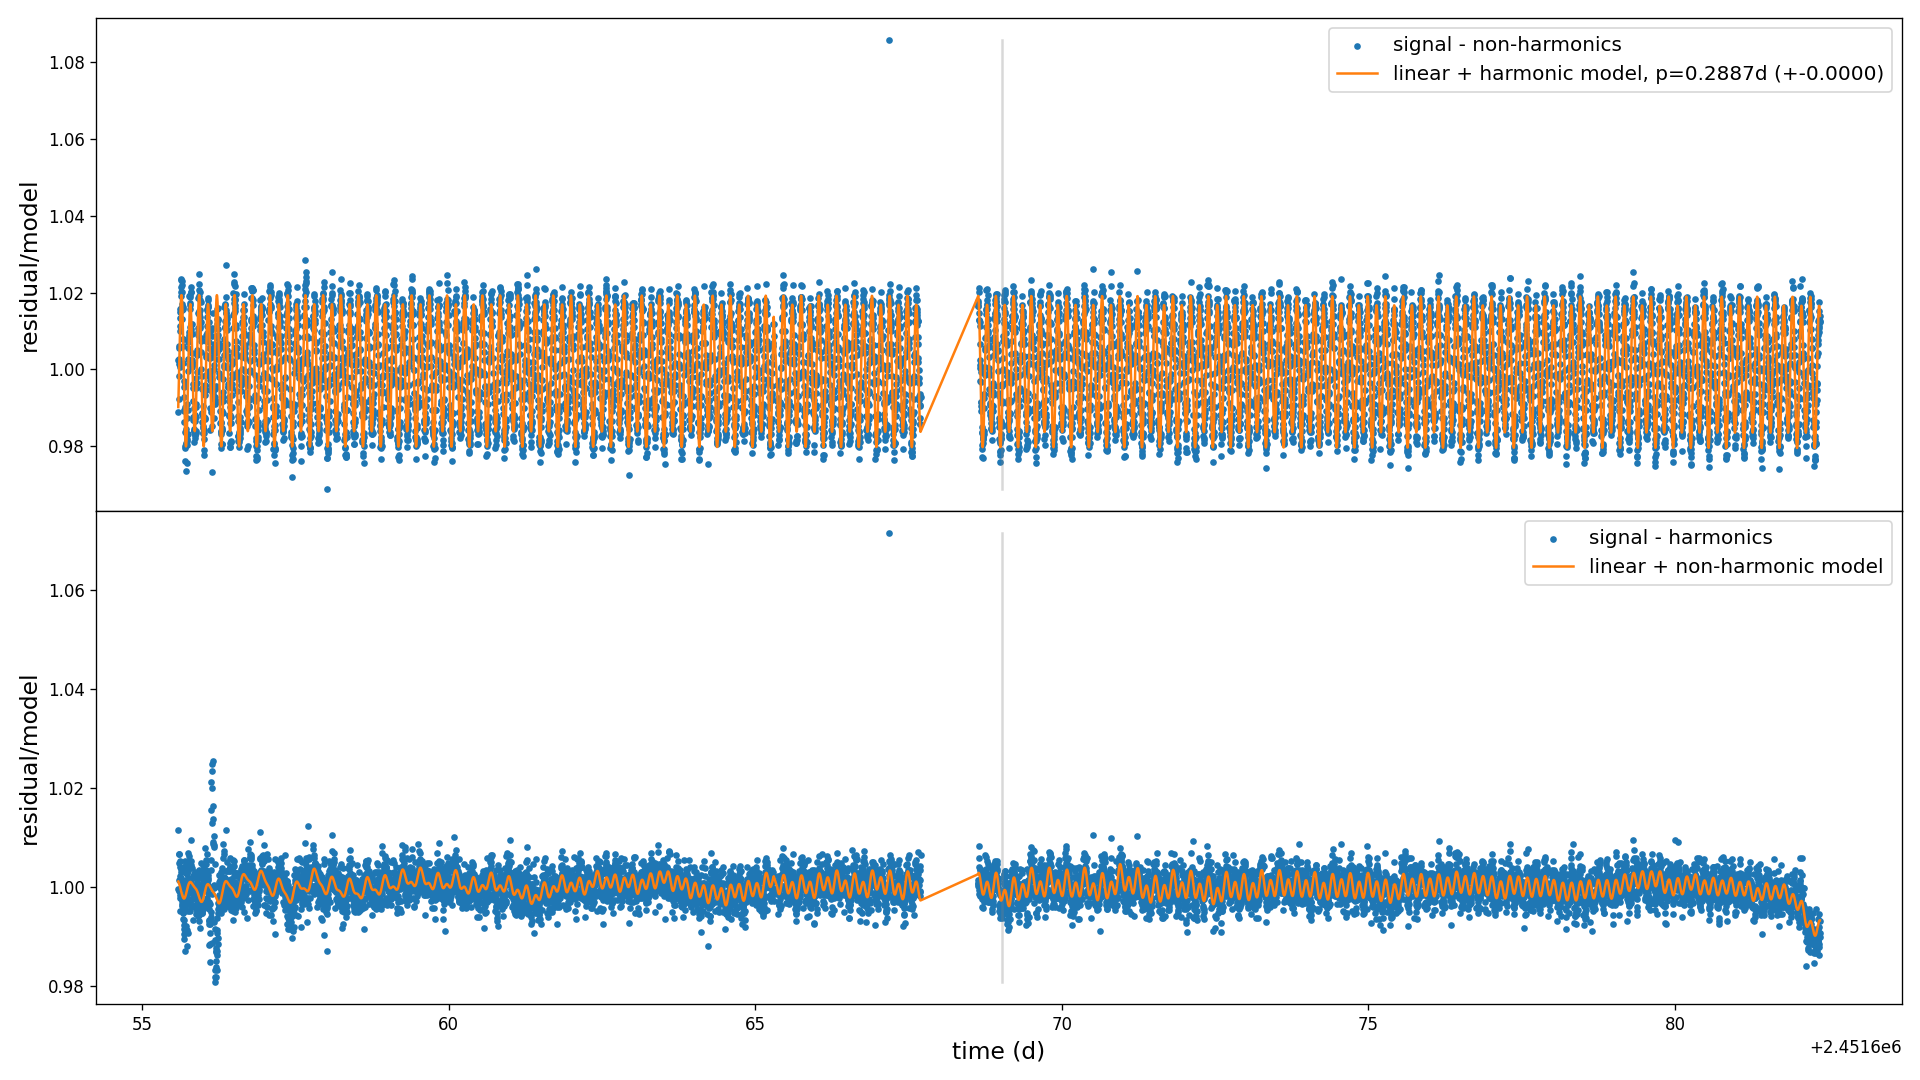 signal - non-harmonics
linear + harmonic model, p=0.2887d (+-0.0000)
residual/model
1.08
1.06
1.04
1.02
1.00
0.98
signal - harmonics
linear + non-harmonic model
residual/model
1.06
1.04
1.02
1.00
0.98
55
60
65
70
75
80
time (d)
+2.4516e6